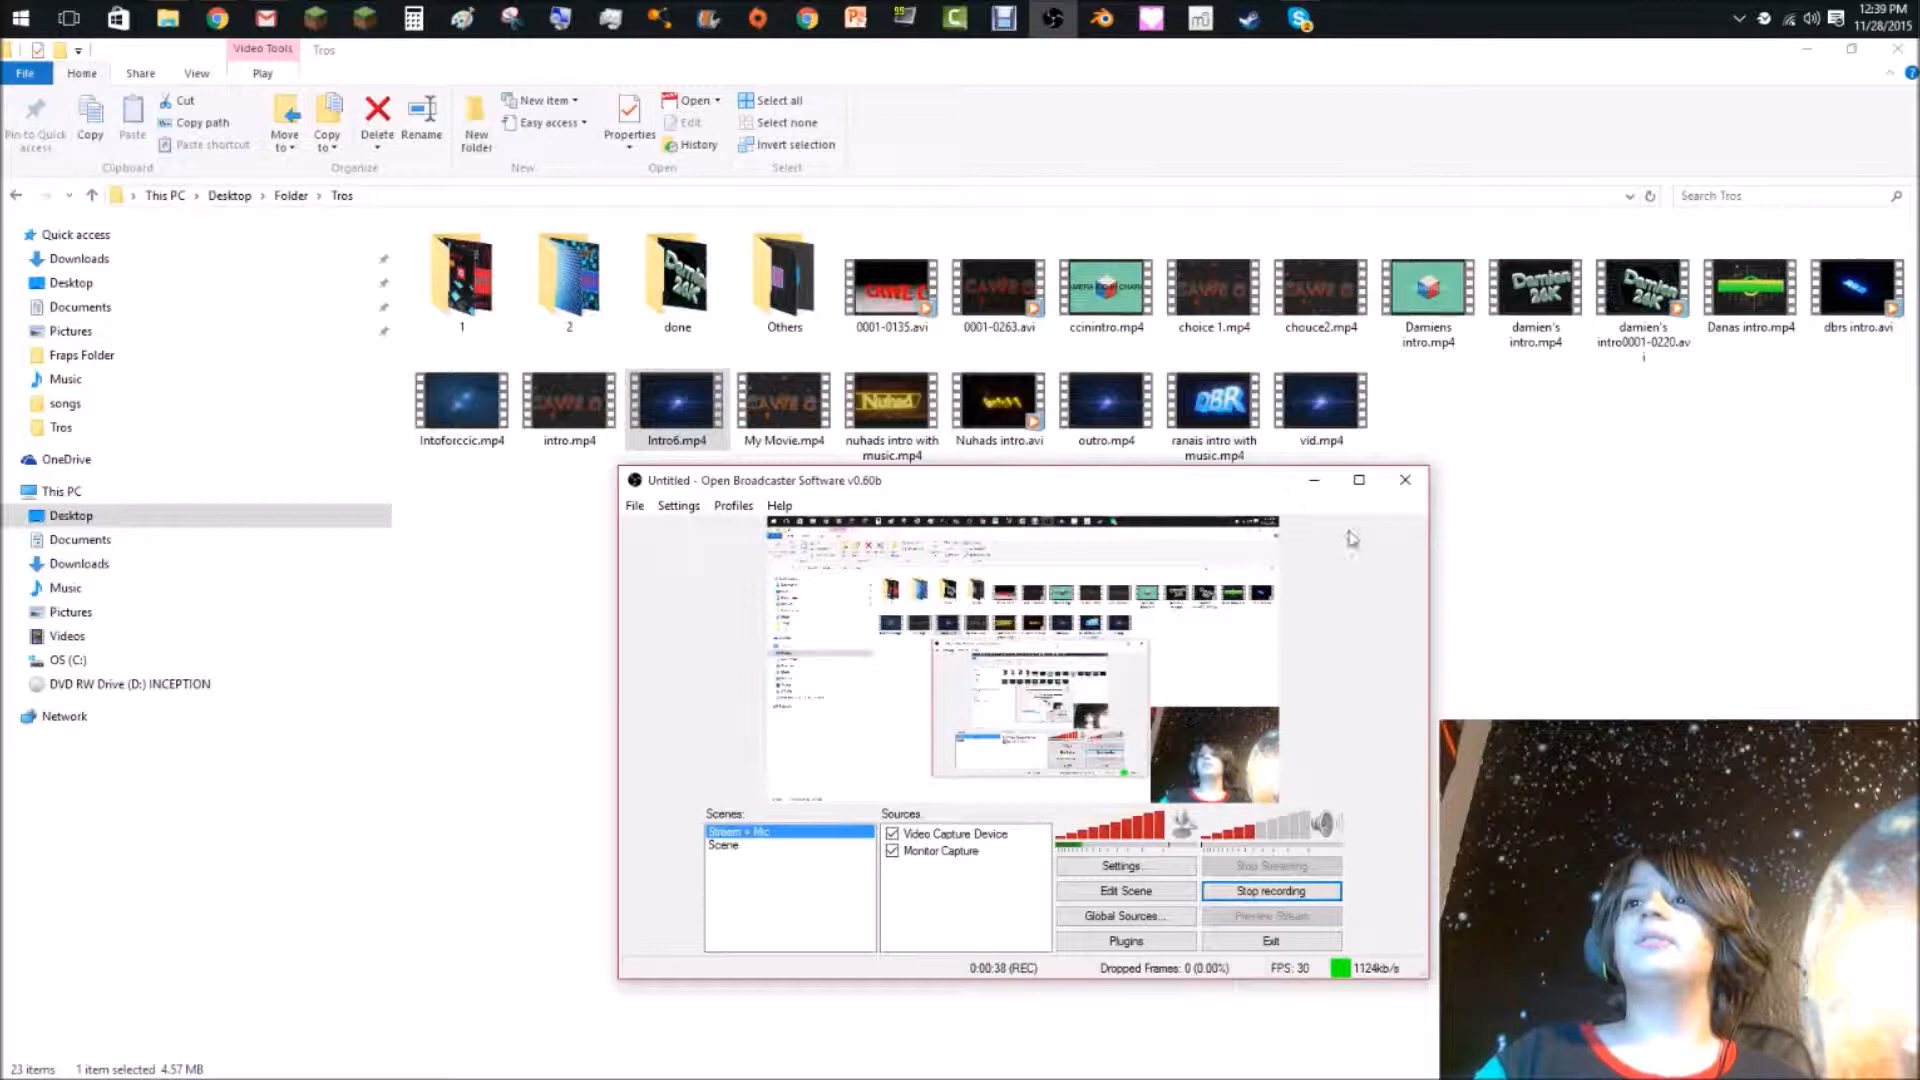 12:39 PM
11/28/2015
Video Tools
Tros
File
Home
Share
View
Play
Pin to Quick access
Copy
Paste
Cut
Copy path
Paste shortcut
Clipboard
Move to
Copy to
Delete
Rename
Organize
New folder
New item
Easy access
New
Properties
Open
Edit
History
Open
Select all
Select none
Invert selection
Select
This PC
Desktop
Folder
Tros
Search Tros
Quick access
Downloads
Desktop
Documents
Pictures
Fraps Folder
Music
songs
Tros
OneDrive
This PC
Desktop
Documents
Downloads
Music
Pictures
Videos
OS (C:)
DVD RW Drive (D:) INCEPTION
Network
1
2
done
Others
0001-0135.avi
0001-0263.avi
ccinintro.mp4
choice 1.mp4
chouce2.mp4
Damiens intro.mp4
damien's intro.mp4
damien's intro0001-0220.avi
Danas intro.mp4
dbrs intro.avi
Intoforccic.mp4
intro.mp4
Intro6.mp4
My Movie.mp4
nuhads intro with music.mp4
Nuhads intro.avi
outro.mp4
ranais intro with music.mp4
vid.mp4
Untitled - Open Broadcaster Software v0.60b
File
Settings
Profiles
Help
Scenes:
Streem + Mic
Scene
Sources
Video Capture Device
Monitor Capture
Settings...
Stop Streaming
Edit Scene
Stop recording
Global Sources...
Preview Stream
Plugins
Exit
0:00:38 (REC)
Dropped Frames: 0 (0.00%)
FPS: 30
1124kb/s
23 items
1 item selected
4.57 MB